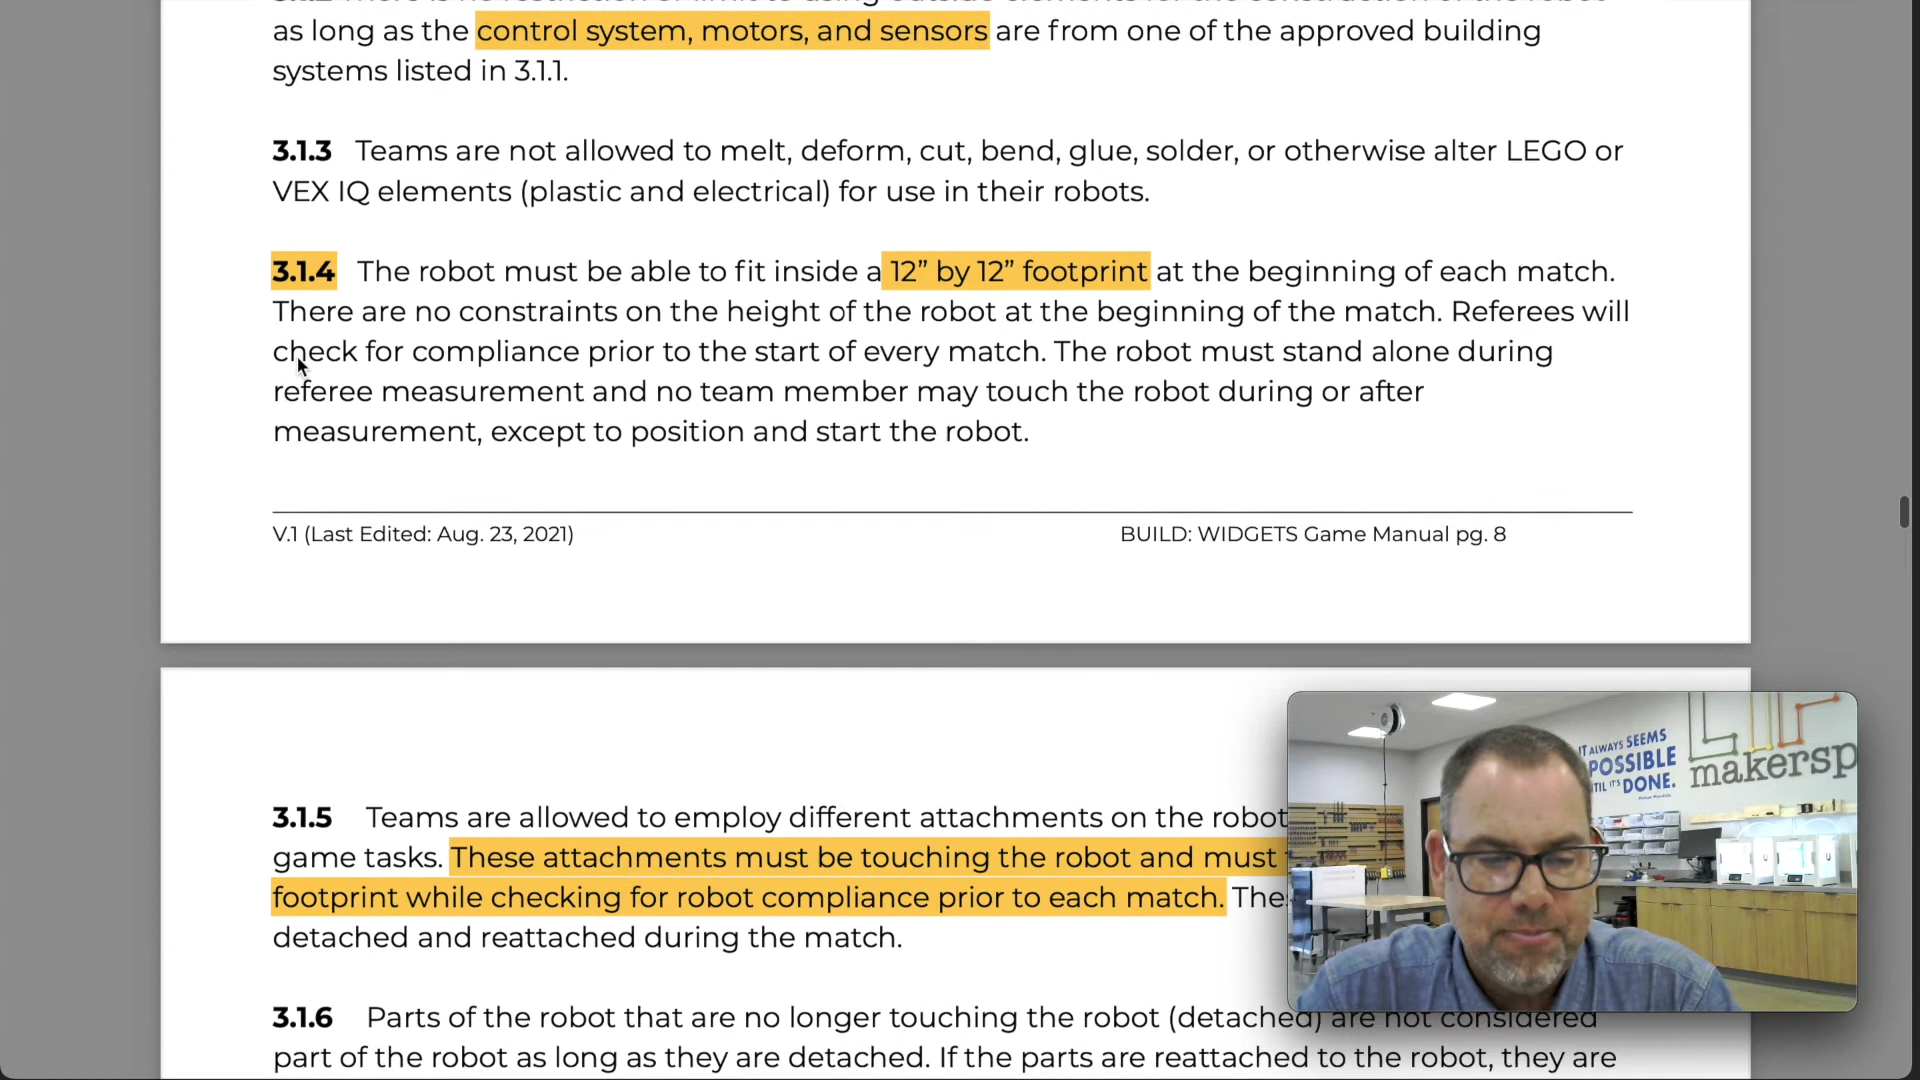 as long as the control system, motors, and sensors are from one of the approved building
systems listed in 3.1.1.
3.1.3 Teams are not allowed to melt, deform, cut, bend, glue, solder, or otherwise alter LEGO or
VEX IQ elements (plastic and electrical) for use in their robots.
3.1.4 The robot must be able to fit inside a 12” by 12” footprint at the beginning of each match.
There are no constraints on the height of the robot at the beginning of the match. Referees will
check for compliance prior to the start of every match. The robot must stand alone during
referee measurement and no team member may touch the robot during or after
measurement, except to position and start the robot.
V.1 (Last Edited: Aug. 23, 2021) BUILD: WIDGETS Game Manual pg. 8
3.1.5 Teams are allowed to employ different attachments on the robot
game tasks. These attachments must be touching the robot and must
footprint while checking for robot compliance prior to each match.
detached and reattached during the match.
3.1.6 Parts of the robot that are no longer touching the robot (detached) are not considered
part of the robot as long as they are detached. If the parts are reattached to the robot, they are
IT ALWAYS SEEMS
POSSIBLE
TIL IT'S DONE.
makersp